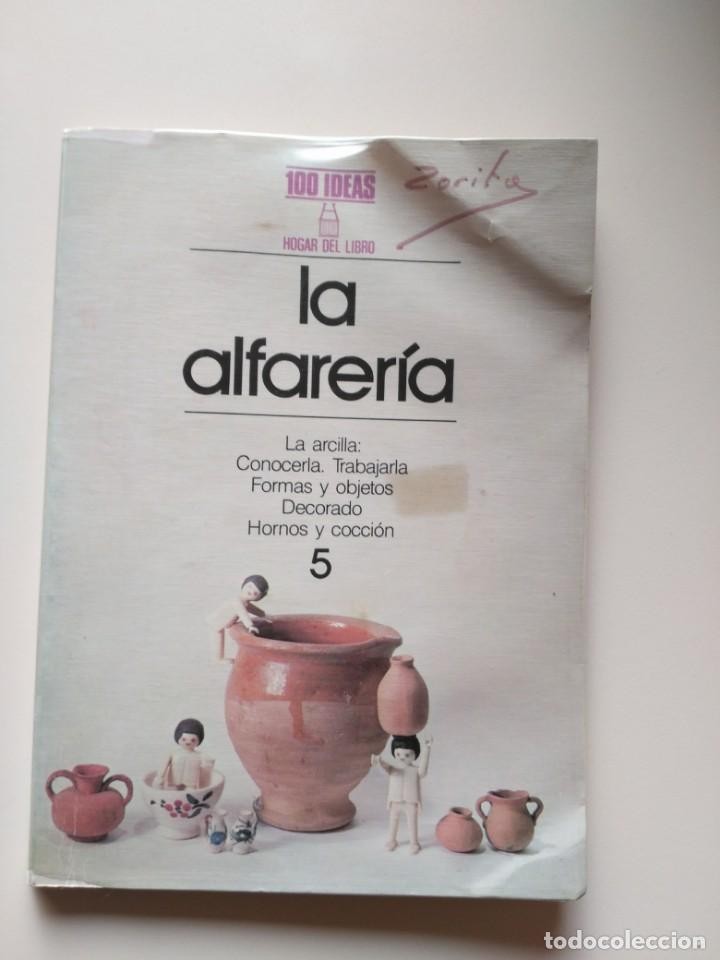 100 IDEAS
Zorita
HOGAR DEL LIBRO
la
alfarería
La arcilla:
Conocerla. Trabajarla
Formas y objetos
Decorado
Hornos y cocción
5
todocoleccion